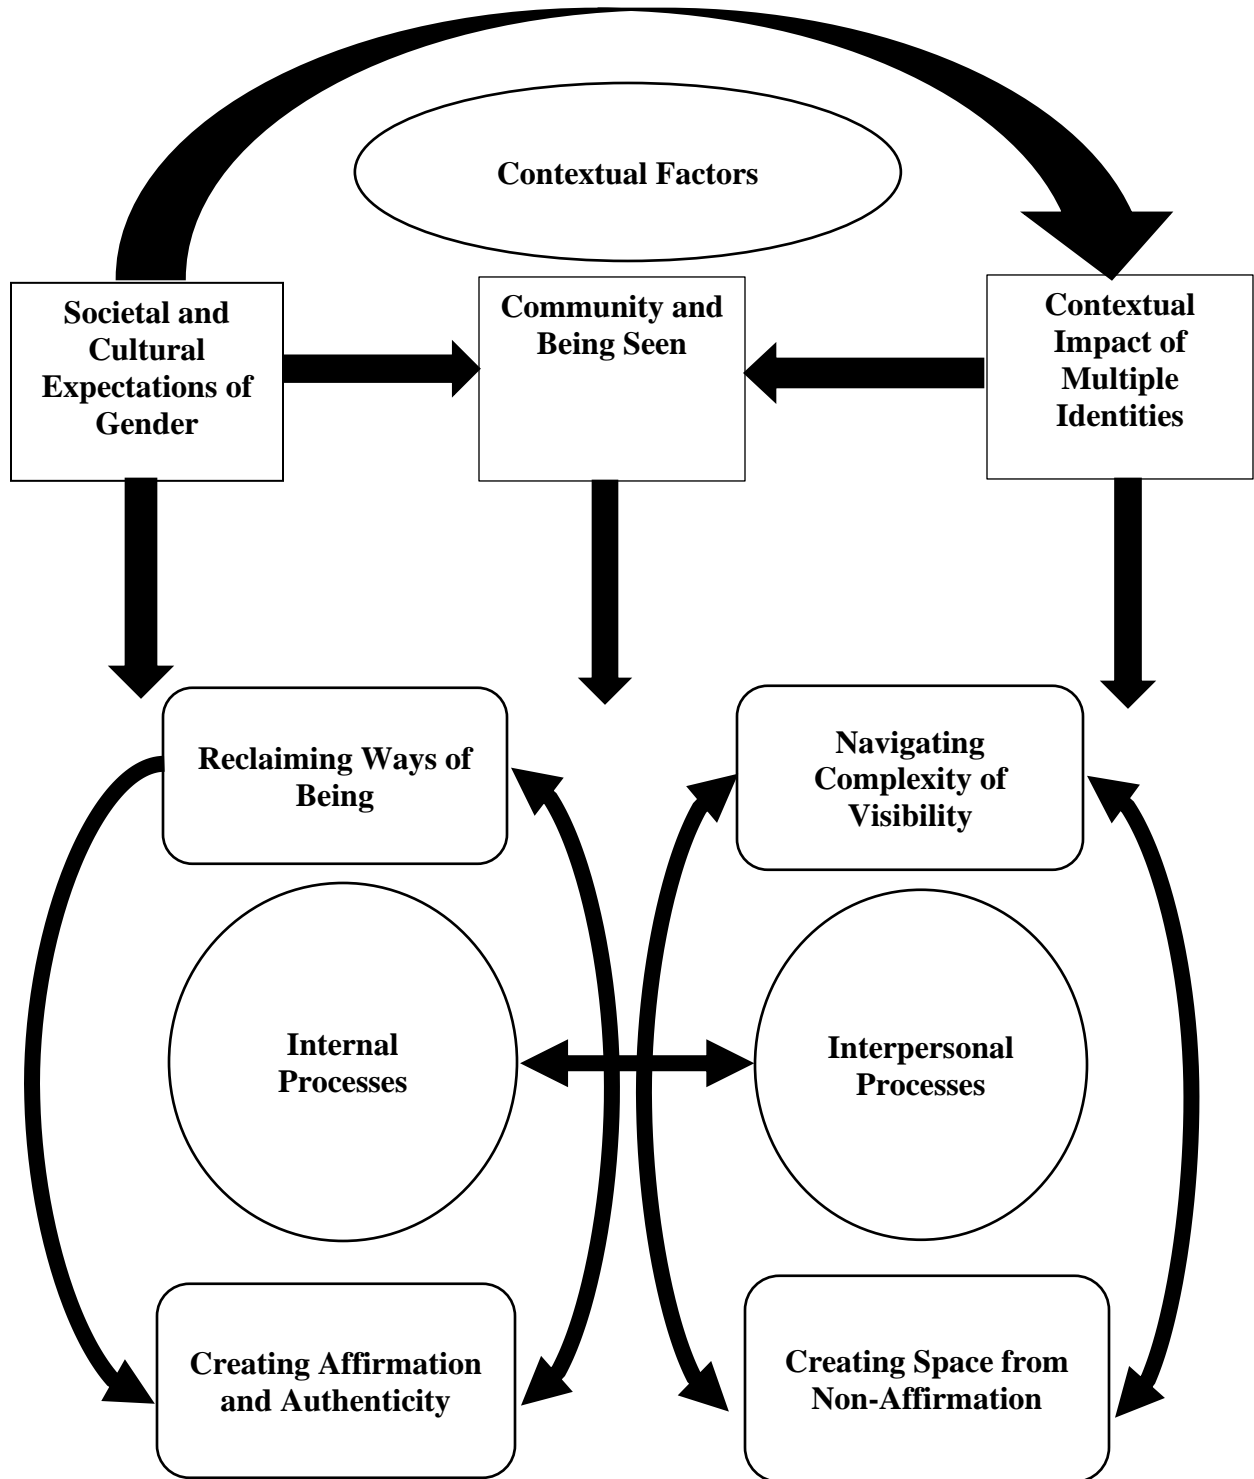 Contextual Factors
Societal and
Cultural
Expectations of
Gender
Community and
Being Seen
Contextual
Impact of
Multiple
Identities
Reclaiming Ways of
Being
Navigating
Complexity of
Visibility
Internal
Processes
Interpersonal
Processes
Creating Affirmation
and Authenticity
Creating Space from
Non-Affirmation